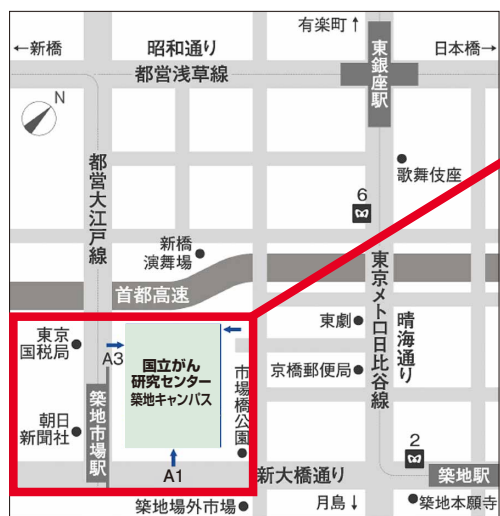 有楽町↑
←新橋
昭和通り
日本橋→
都営浅草線
東銀座駅
N
都営大江戸線
歌舞伎座
6
新橋
演舞場
首都高速
東京メトロ日比谷線
晴海通り
東劇
東京
国税局
A3
国立がん
研究センター
築地キャンパス
市場橋公園
京橋郵便局
朝日
新聞社
築地市場駅
A1
新大橋通り
2
築地駅
築地場外市場
月島↓
築地本願寺